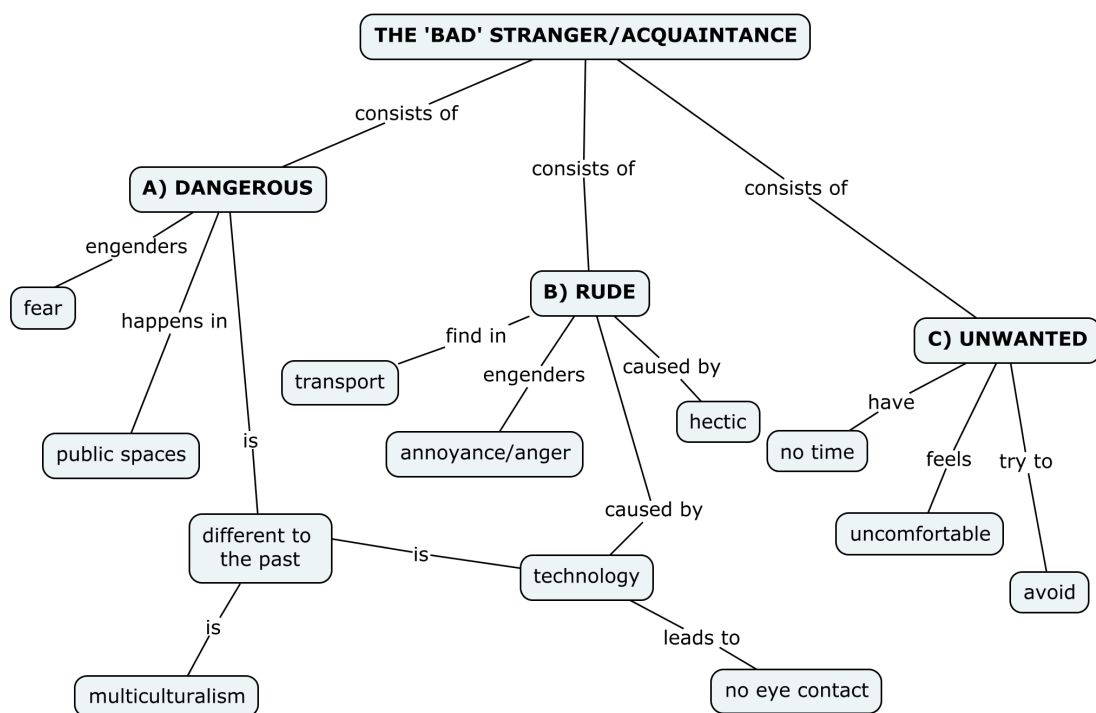 THE 'BAD' STRANGER/ACQUAINTANCE
consists of
consists of
consists of
A) DANGEROUS
engenders
fear
happens in
public spaces
is
B) RUDE
find in
transport
engenders
annoyance/anger
caused by
hectic
caused by
C) UNWANTED
have
no time
feels
uncomfortable
try to
avoid
different to
the past
is
technology
is
multiculturalism
leads to
no eye contact